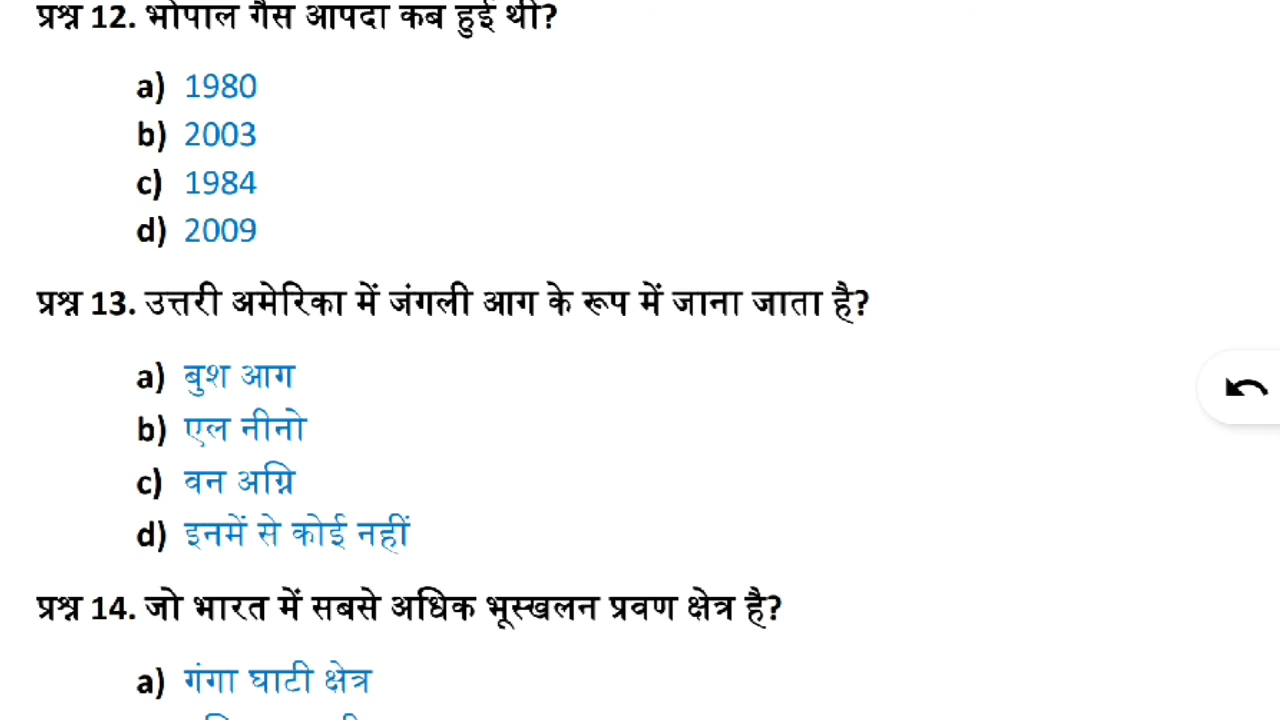 प्रश्न 12. भोपाल गैस आपदा कब हुई थी?
a) 1980
b) 2003
c) 1984
d) 2009
प्रश्न 13. उत्तरी अमेरिका में जंगली आग के रूप में जाना जाता है?
a) बुश आग
b) एल नीनो
c) वन अग्नि
d) इनमें से कोई नहीं
प्रश्न 14. जो भारत में सबसे अधिक भूस्खलन प्रवण क्षेत्र है?
a) गंगा घाटी क्षेत्र